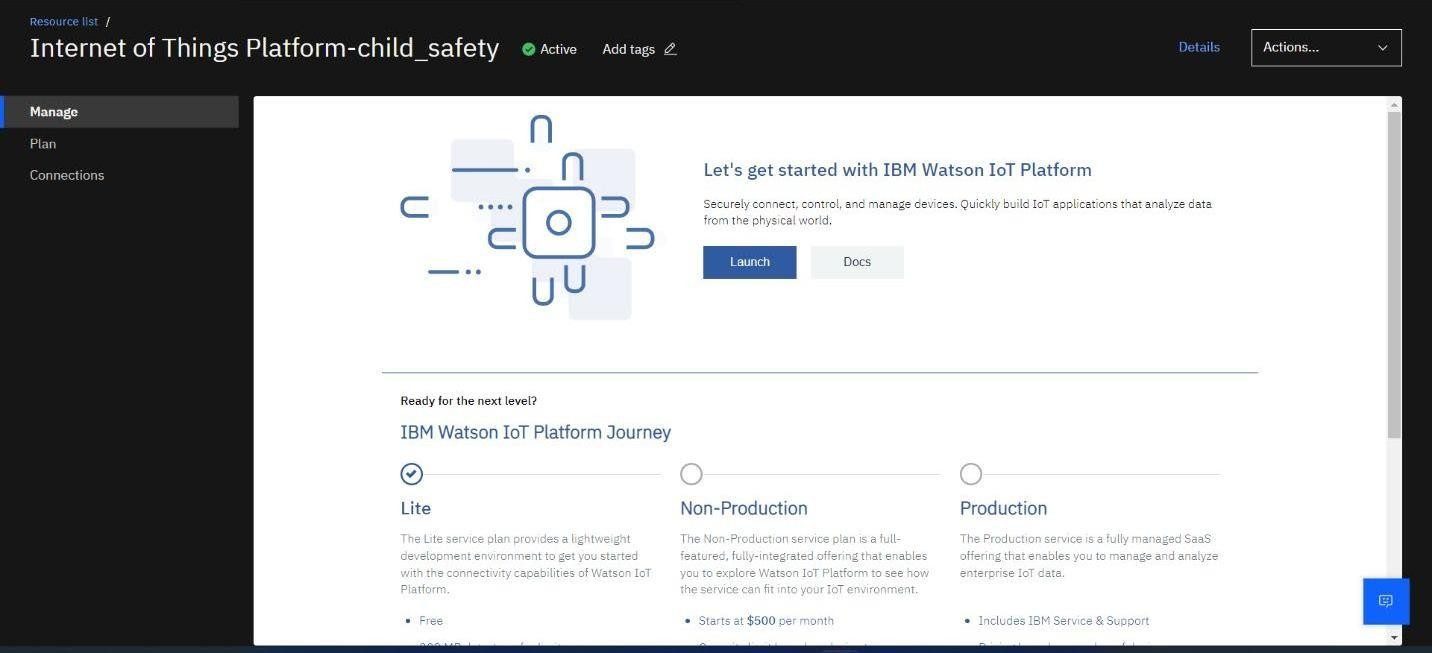 Resource list /
Internet of Things Platform-child_safety
Active
Add tags
Details
Actions...
Manage
Plan
Connections
Let's get started with IBM Watson IoT Platform
Securely connect, control, and manage devices. Quickly build IoT applications that analyze data
from the physical world.
Launch
Docs
Ready for the next level?
IBM Watson IoT Platform Journey
Lite
The Lite service plan provides a lightweight
development environment to get you started
with the connectivity capabilities of Watson IoT
Platform.
• Free
Non-Production
The Non-Production service plan is a full-
featured, fully-integrated offering that enables
you to explore Watson IoT Platform to see how
the service can fit into your IoT environment.
• Starts at $500 per month
Production
The Production service is a fully managed SaaS
offering that enables you to manage and analyze
enterprise IoT data.
• Includes IBM Service & Support